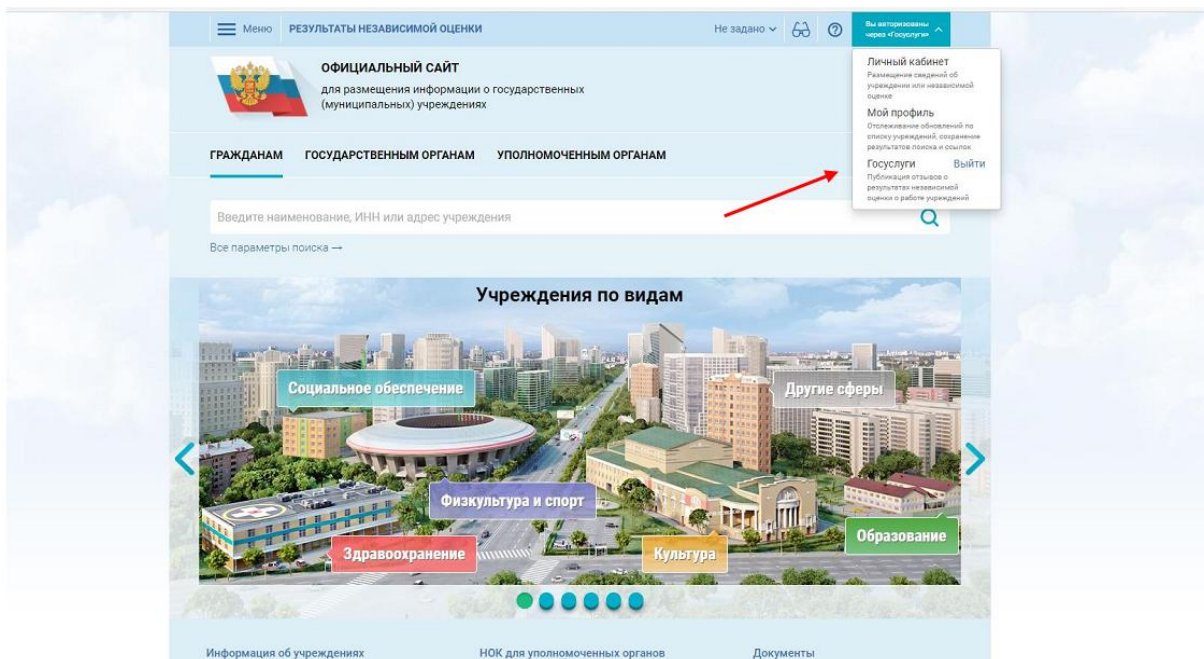 Меню
РЕЗУЛЬТАТЫ НЕЗАВИСИМОЙ ОЦЕНКИ
Не задано
Вы авторизованы
через «Госуслуги»
ОФИЦИАЛЬНЫЙ САЙТ
для размещения информации о государственных
(муниципальных) учреждениях
Личный кабинет
Размещение сведений об
учреждении или независимой
оценке
Мой профиль
Отслеживание обновлений по
списку учреждений, сохранение
результатов поиска и ссылок
Госуслуги Выйти
Публикация отзывов о
результатах независимой
оценки о работе учреждений
ГРАЖДАНАМ
ГОСУДАРСТВЕННЫМ ОРГАНАМ
УПОЛНОМОЧЕННЫМ ОРГАНАМ
Введите наименование, ИНН или адрес учреждения
Все параметры поиска →
Учреждения по видам
Социальное обеспечение
Другие сферы
Физкультура и спорт
Образование
Здравоохранение
Культура
Информация об учреждениях
НОК для уполномоченных органов
Документы